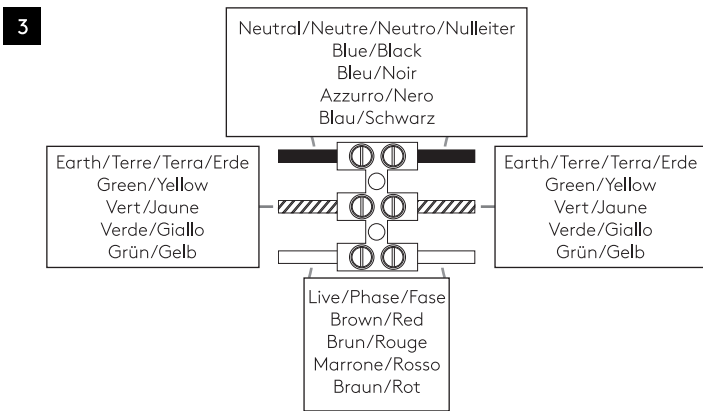 3
Neutral/Neutre/Neutro/Nulleiter
Blue/Black
Bleu/Noir
Azzurro/Nero
Blau/Schwarz
Earth/Terre/Terra/Erde
Green/Yellow
Vert/Jaune
Verde/Giallo
Grün/Gelb
Earth/Terre/Terra/Erde
Green/Yellow
Vert/Jaune
Verde/Giallo
Grün/Gelb
Live/Phase/Fase
Brown/Red
Brun/Rouge
Marrone/Rosso
Braun/Rot